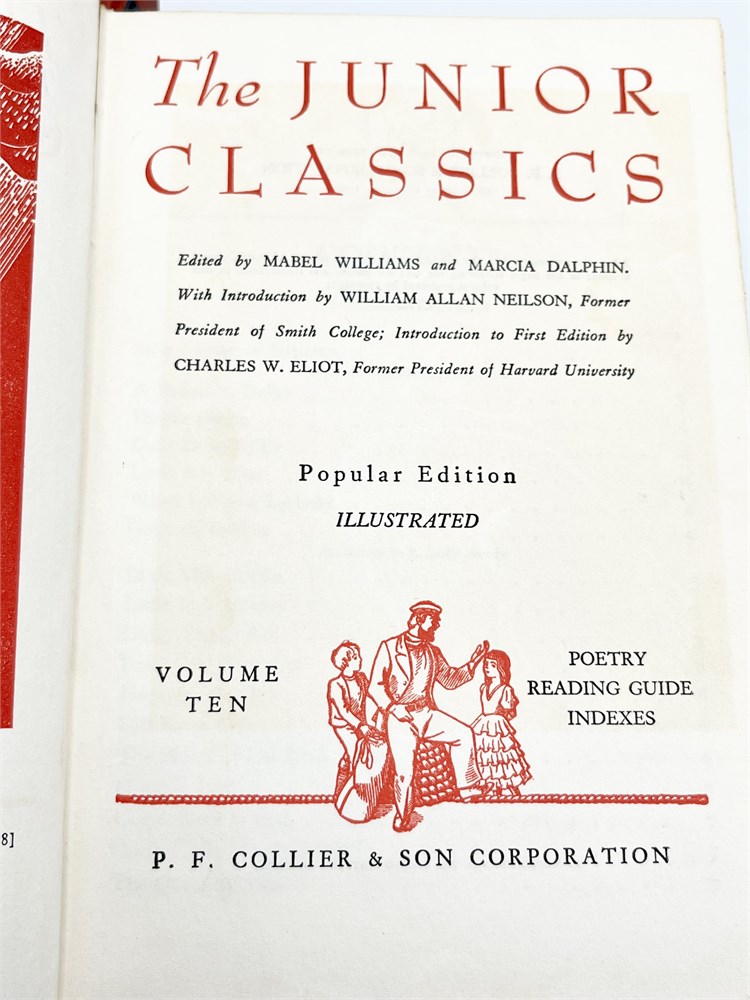 The JUNIOR
CLASSICS
Edited by MABEL WILLIAMS and MARCIA DALPHIN.
With Introduction by WILLIAM ALLAN NEILSON, Former
President of Smith College; Introduction to First Edition by
CHARLES W. ELIOT, Former President of Harvard University
Popular Edition
ILLUSTRATED
VOLUME
TEN
POETRY
READING GUIDE
INDEXES
8]
P. F. COLLIER & SON CORPORATION